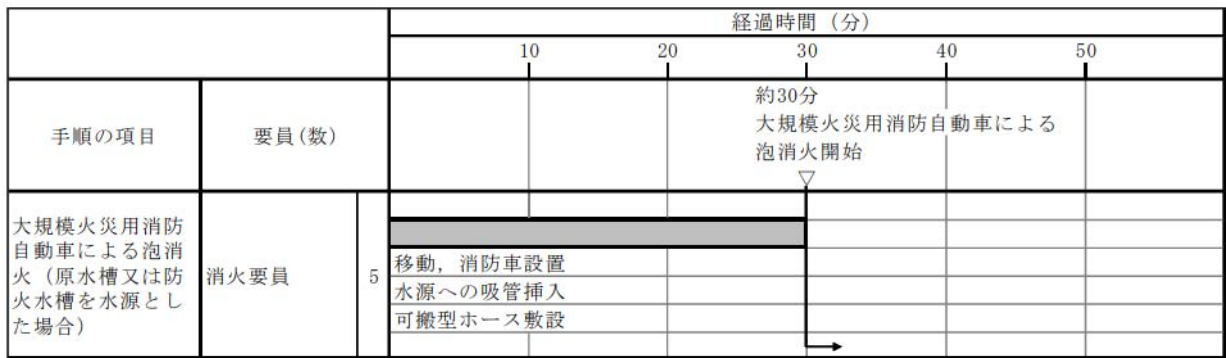 経過時間（分）
10 20 30 40 50
手順の項目
要員(数)
約30分
大規模火災用消防自動車による
泡消火開始
▽
大規模火災用消防
自動車による泡消
火（原水槽又は防
火水槽を水源とし
た場合）
消火要員
5
移動，消防車設置
水源への吸管挿入
可搬型ホース敷設